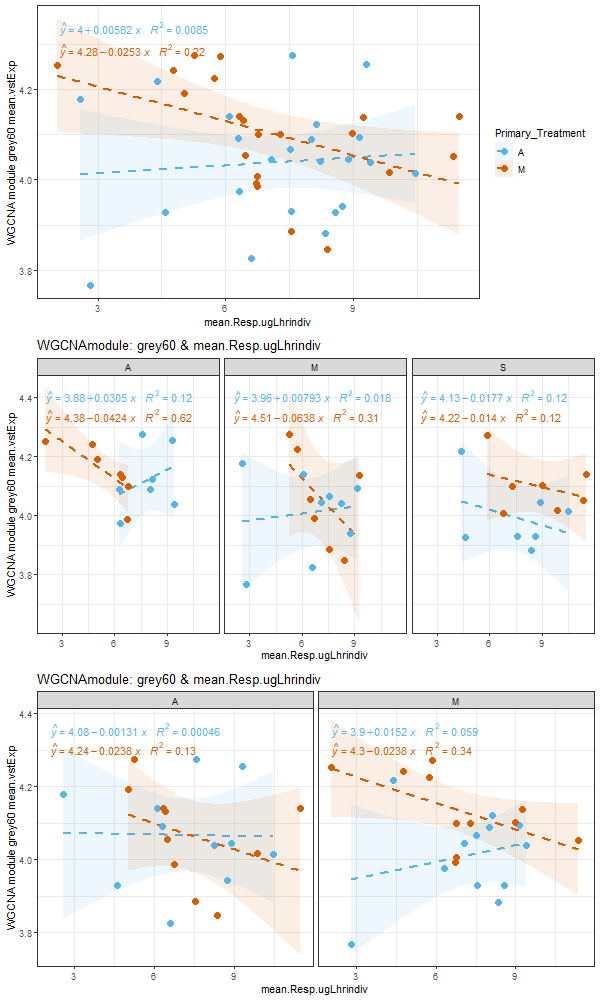 ŷ = 4 + 0.00582 x   R² = 0.0085
ŷ = 4.28 − 0.0253 x   R² = 0.22
4.2
4.0
3.8
WGCNA module grey60 mean.vstExp
3 6 9
mean.Resp.ugLhrindiv
Primary_Treatment
A
M
WGCNAmodule: grey60 & mean.Resp.ugLhrindiv
A M S
ŷ = 3.88 + 0.0305 x   R² = 0.12
ŷ = 4.38 − 0.0424 x   R² = 0.62
ŷ = 3.96 + 0.00793 x   R² = 0.018
ŷ = 4.51 − 0.0638 x   R² = 0.31
ŷ = 4.13 − 0.0177 x   R² = 0.12
ŷ = 4.22 − 0.014 x   R² = 0.12
4.4
4.2
4.0
3.8
WGCNA module grey60 mean.vstExp
3 6 9 3 6 9 3 6 9
mean.Resp.ugLhrindiv
WGCNAmodule: grey60 & mean.Resp.ugLhrindiv
A M
ŷ = 4.08 − 0.00131 x   R² = 0.00046
ŷ = 4.24 − 0.0238 x   R² = 0.13
ŷ = 3.9 + 0.0152 x   R² = 0.059
ŷ = 4.3 − 0.0238 x   R² = 0.34
4.4
4.2
4.0
3.8
WGCNA module grey60 mean.vstExp
3 6 9 3 6 9
mean.Resp.ugLhrindiv